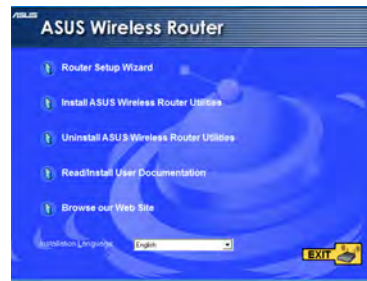 ASUS
ASUS Wireless Router
Router Setup Wizard
Install ASUS Wireless Router Utilities
Uninstall ASUS Wireless Router Utilities
Read/Install User Documentation
Browse our Web Site
Installation Language: English
EXIT